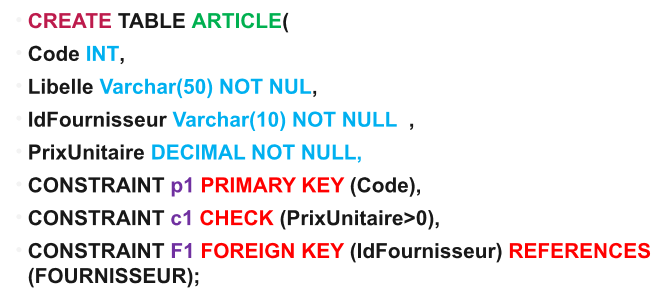 CREATE TABLE ARTICLE(
Code INT,
Libelle Varchar(50) NOT NUL,
IdFournisseur Varchar(10) NOT NULL ,
PrixUnitaire DECIMAL NOT NULL,
CONSTRAINT p1 PRIMARY KEY (Code),
CONSTRAINT c1 CHECK (PrixUnitaire>0),
CONSTRAINT F1 FOREIGN KEY (IdFournisseur) REFERENCES
(FOURNISSEUR);